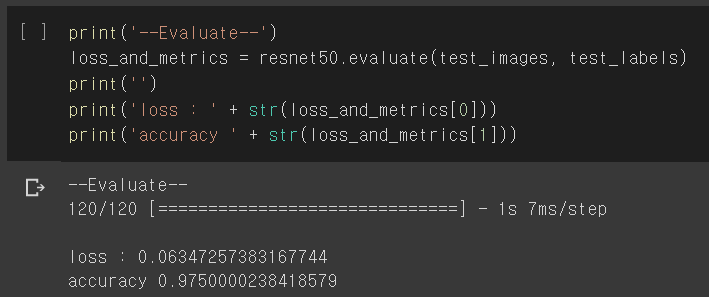 [ ] print('--Evaluate--')
loss_and_metrics = resnet50.evaluate(test_images, test_labels)
print('')
print('loss : ' + str(loss_and_metrics[0]))
print('accuracy ' + str(loss_and_metrics[1]))
--Evaluate--
120/120 [==============================] - 1s 7ms/step
loss : 0.06347257383167744
accuracy 0.9750000238418579